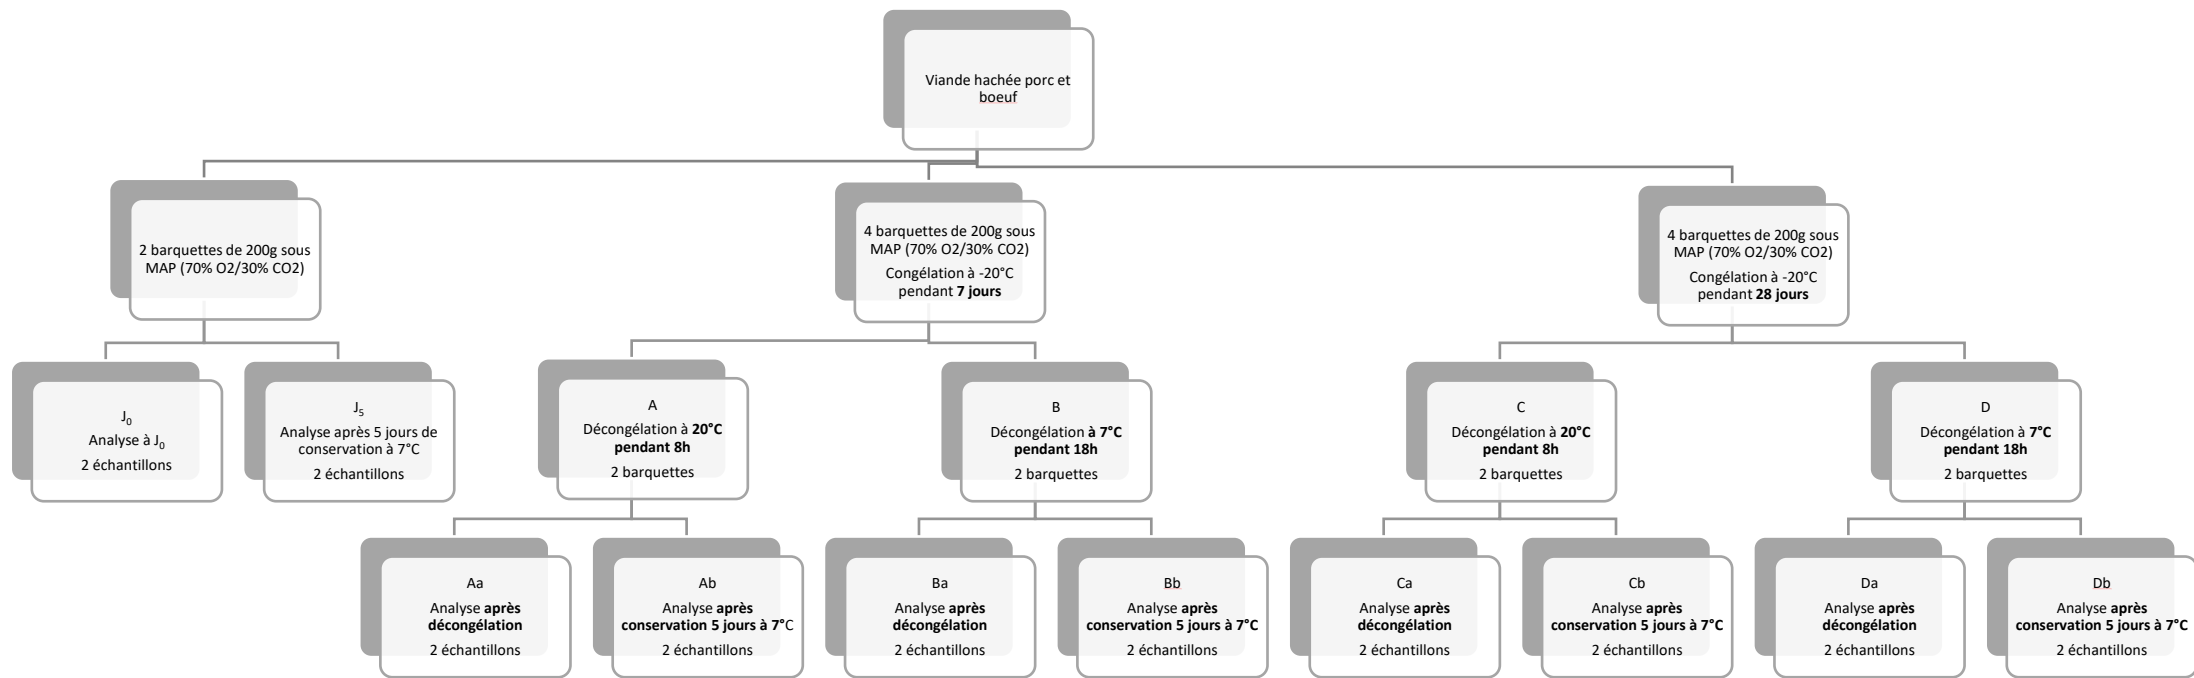 Viande hachée porc et
boeuf
2 barquettes de 200g sous
MAP (70% O2/30% CO2)
4 barquettes de 200g sous
MAP (70% O2/30% CO2)
Congélation à -20°C
pendant 7 jours
4 barquettes de 200g sous
MAP (70% O2/30% CO2)
Congélation à -20°C
pendant 28 jours
J₀
Analyse à J₀
2 échantillons
J₅
Analyse après 5 jours de
conservation à 7°C
2 échantillons
A
Décongélation à 20°C
pendant 8h
2 barquettes
B
Décongélation à 7°C
pendant 18h
2 barquettes
C
Décongélation à 20°C
pendant 8h
2 barquettes
D
Décongélation à 7°C
pendant 18h
2 barquettes
Aa
Analyse après
décongélation
2 échantillons
Ab
Analyse après
conservation 5 jours à 7°C
2 échantillons
Ba
Analyse après
décongélation
2 échantillons
Bb
Analyse après
conservation 5 jours à 7°C
2 échantillons
Ca
Analyse après
décongélation
2 échantillons
Cb
Analyse après
conservation 5 jours à 7°C
2 échantillons
Da
Analyse après
décongélation
2 échantillons
Db
Analyse après
conservation 5 jours à 7°C
2 échantillons